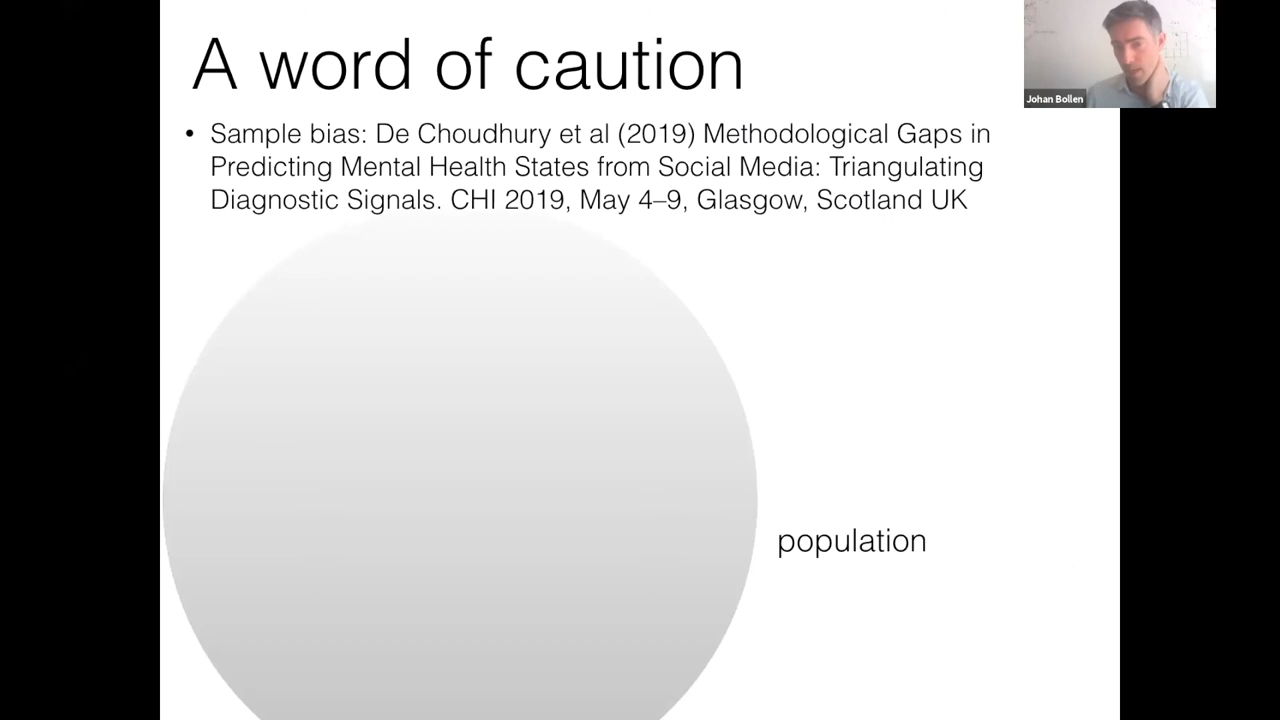 A word of caution
Johan Bollen
• Sample bias: De Choudhury et al (2019) Methodological Gaps in
Predicting Mental Health States from Social Media: Triangulating
Diagnostic Signals. CHI 2019, May 4–9, Glasgow, Scotland UK
population